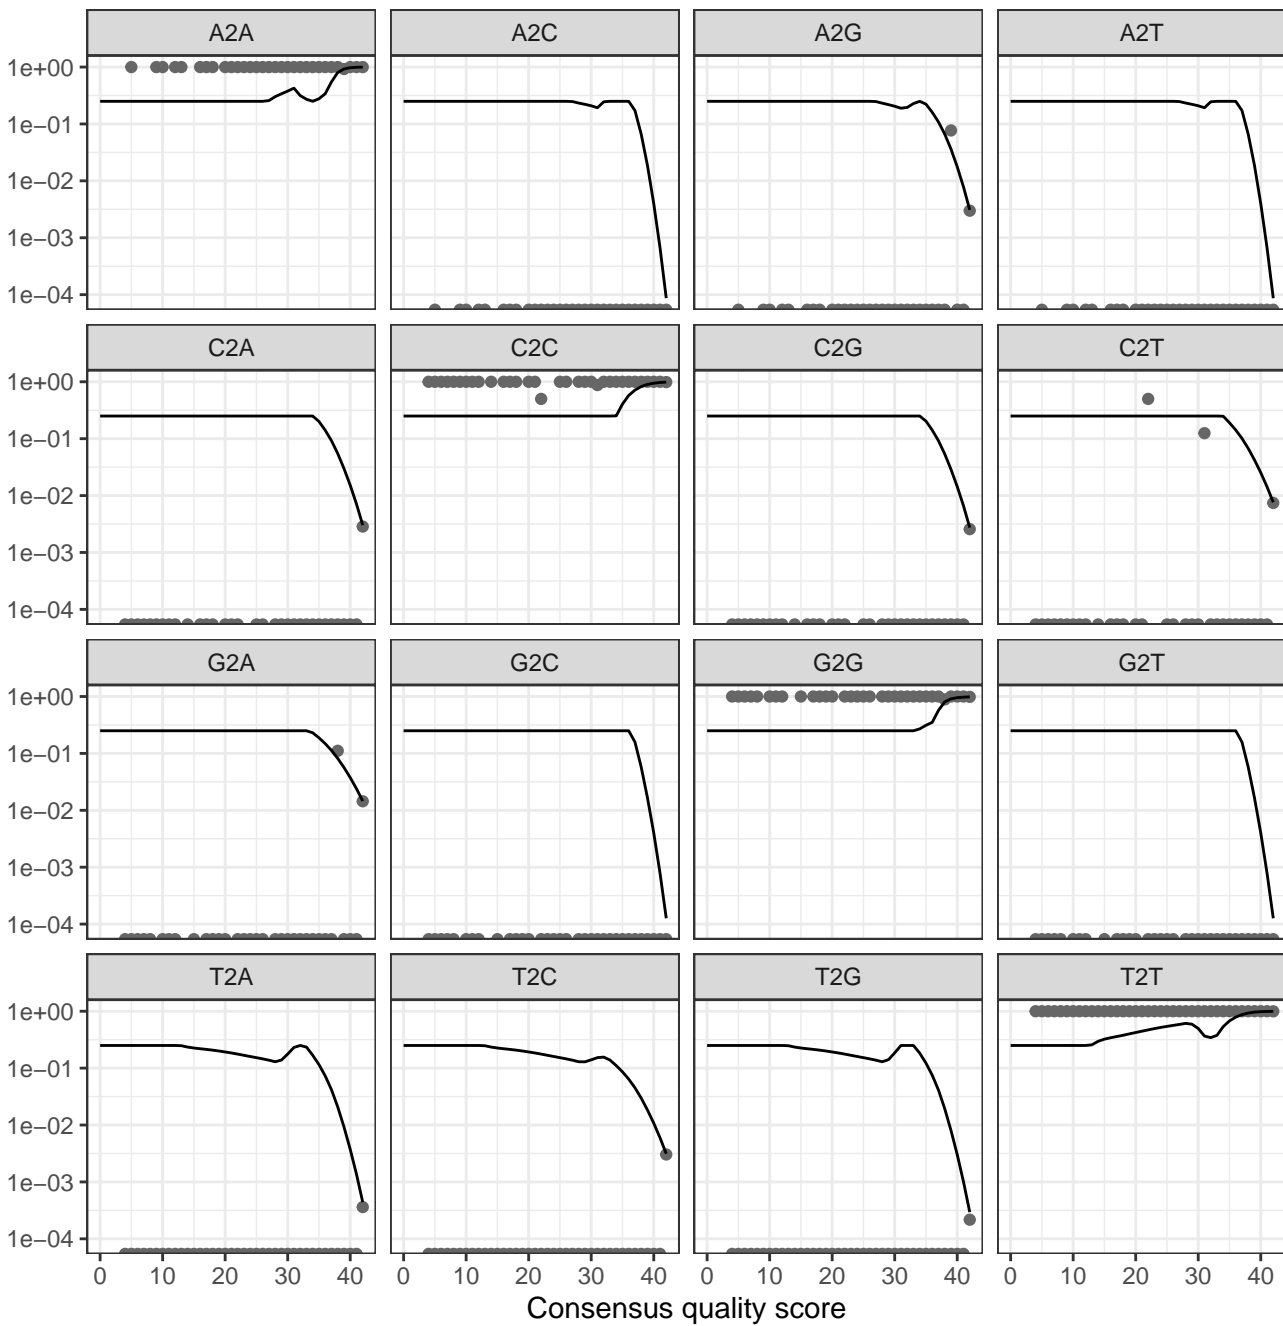 A2A A2C A2G A2T
1e+00
1e−01
1e−02
1e−03
1e−04
C2A C2C C2G C2T
1e+00
1e−01
1e−02
1e−03
1e−04
G2A G2C G2G G2T
1e+00
1e−01
1e−02
1e−03
1e−04
T2A T2C T2G T2T
1e+00
1e−01
1e−02
1e−03
1e−04
0 10 20 30 40 0 10 20 30 40 0 10 20 30 40 0 10 20 30 40
Consensus quality score